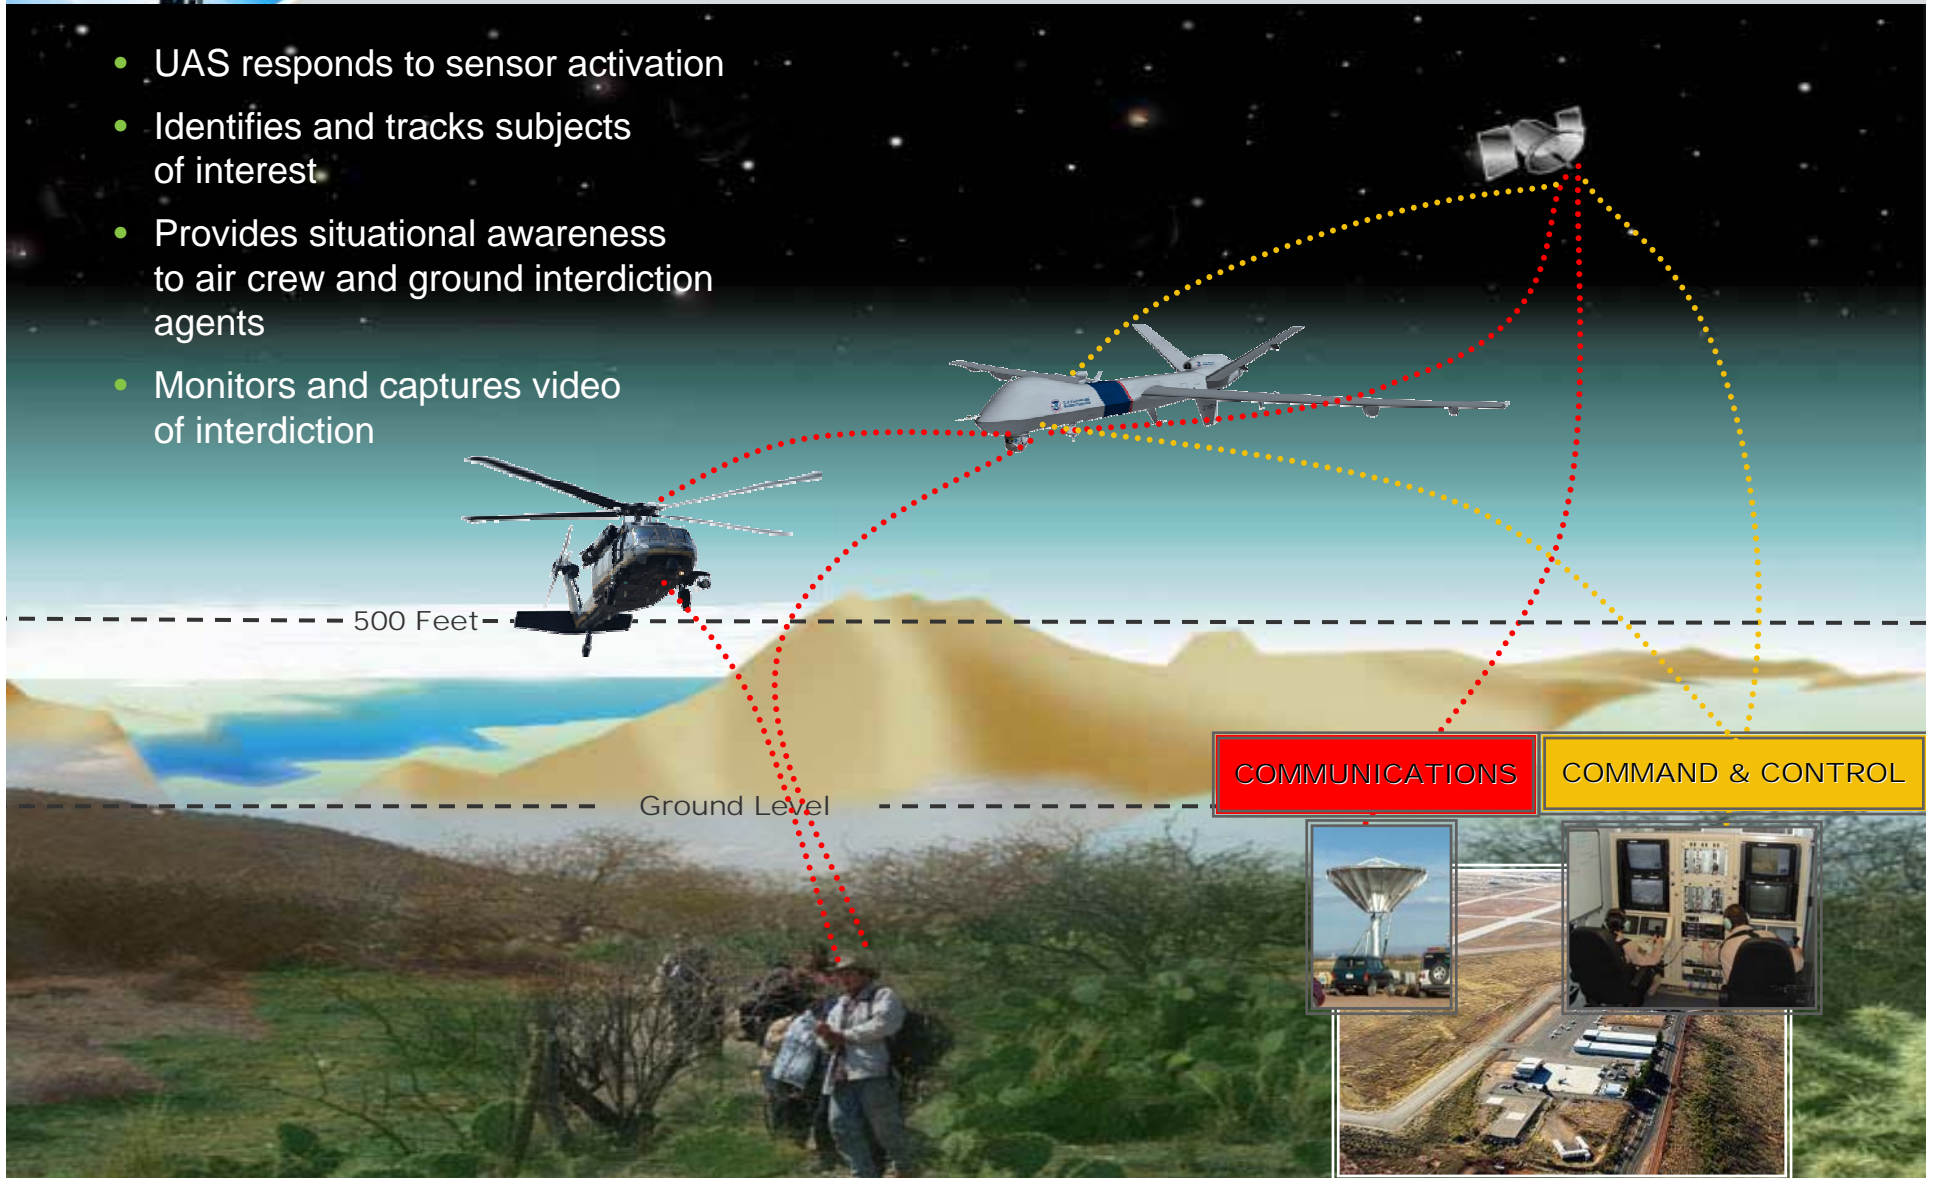 • UAS responds to sensor activation
• Identifies and tracks subjects
of interest
• Provides situational awareness
to air crew and ground interdiction
agents
• Monitors and captures video
of interdiction
500 Feet
COMMUNICATIONS
COMMAND & CONTROL
Ground Level